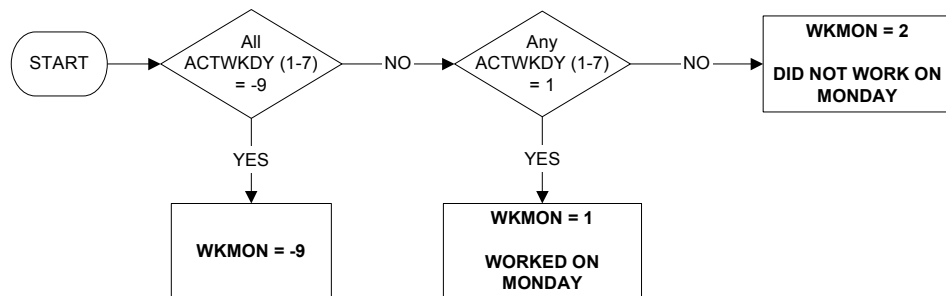 START
All
ACTWKDY (1-7)
= -9
NO
Any
ACTWKDY (1-7)
= 1
NO
WKMON = 2
DID NOT WORK ON
MONDAY
YES
YES
WKMON = -9
WKMON = 1
WORKED ON
MONDAY